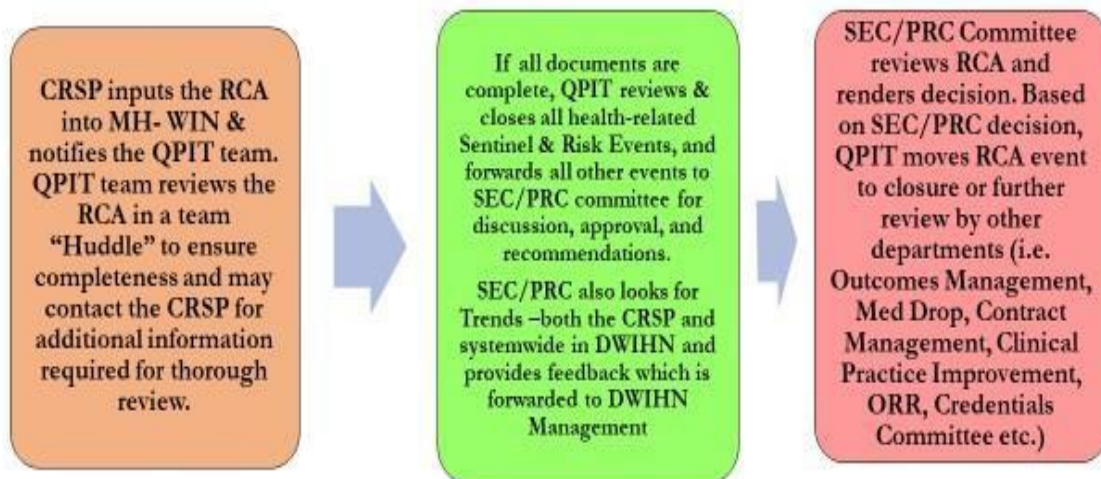 CRSP inputs the RCA
into MH- WIN &
notifies the QPIT team.
QPIT team reviews the
RCA in a team
“Huddle” to ensure
completeness and may
contact the CRSP for
additional information
required for thorough
review.
If all documents are
complete, QPIT reviews &
closes all health-related
Sentinel & Risk Events, and
forwards all other events to
SEC/PRC committee for
discussion, approval, and
recommendations.
SEC/PRC also looks for
Trends –both the CRSP and
systemwide in DWIHN and
provides feedback which is
forwarded to DWIHN
Management
SEC/PRC Committee
reviews RCA and
renders decision. Based
on SEC/PRC decision,
QPIT moves RCA event
to closure or further
review by other
departments (i.e.
Outcomes Management,
Med Drop, Contract
Management, Clinical
Practice Improvement,
ORR, Credentials
Committee etc.)